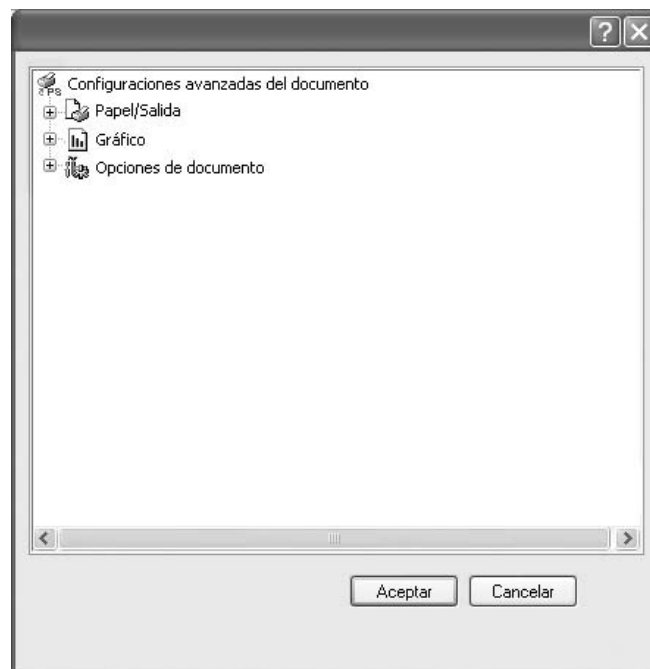 Configuraciones avanzadas del documento
Papel/Salida
Gráfico
Opciones de documento
Aceptar Cancelar